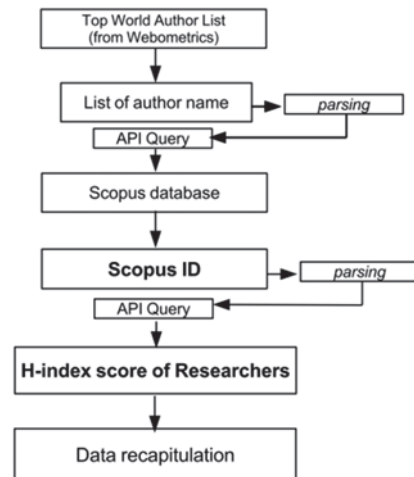 Top World Author List
(from Webometrics)
List of author name
parsing
API Query
Scopus database
Scopus ID
parsing
API Query
H-index score of Researchers
Data recapitulation